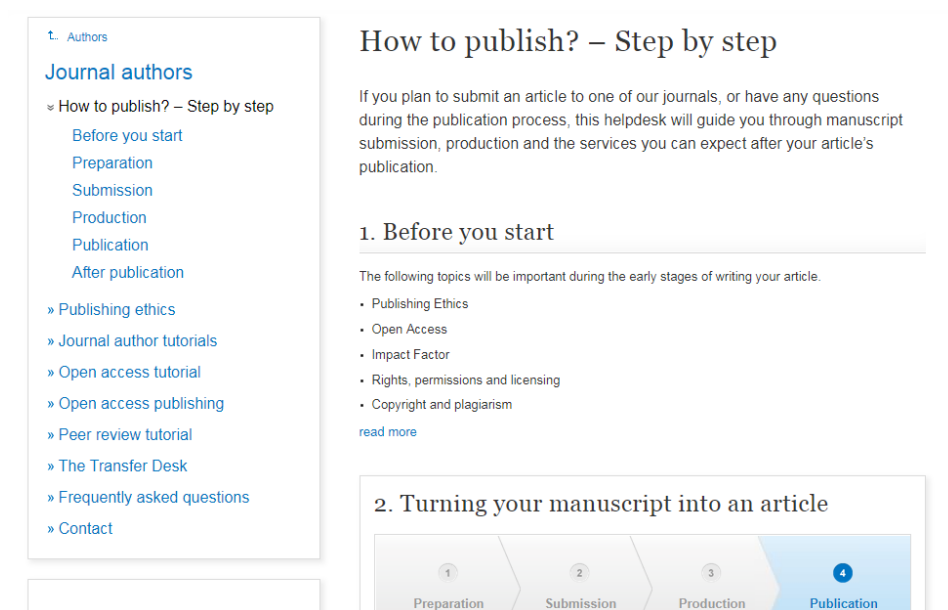 Authors
Journal authors
» How to publish? – Step by step
Before you start
Preparation
Submission
Production
Publication
After publication
» Publishing ethics
» Journal author tutorials
» Open access tutorial
» Open access publishing
» Peer review tutorial
» The Transfer Desk
» Frequently asked questions
» Contact
How to publish? – Step by step
If you plan to submit an article to one of our journals, or have any questions
during the publication process, this helpdesk will guide you through manuscript
submission, production and the services you can expect after your article’s
publication.
1. Before you start
The following topics will be important during the early stages of writing your article.
• Publishing Ethics
• Open Access
• Impact Factor
• Rights, permissions and licensing
• Copyright and plagiarism
read more
2. Turning your manuscript into an article
1 2 3 4
Preparation Submission Production Publication